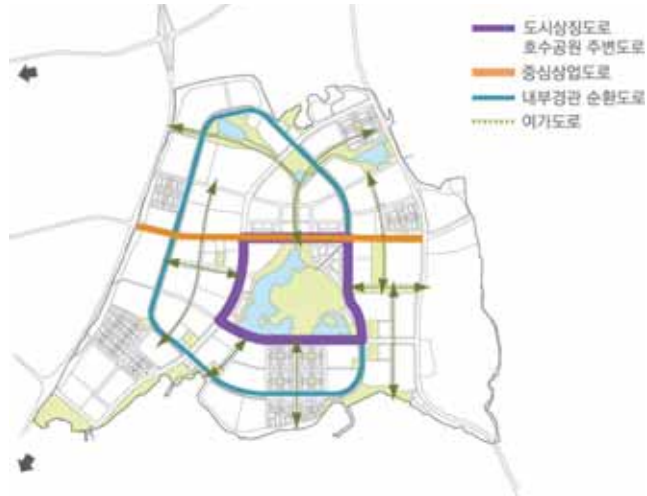 도시상징도로
호수공원 주변도로
중심상업도로
내부경관 순환도로
여가도로